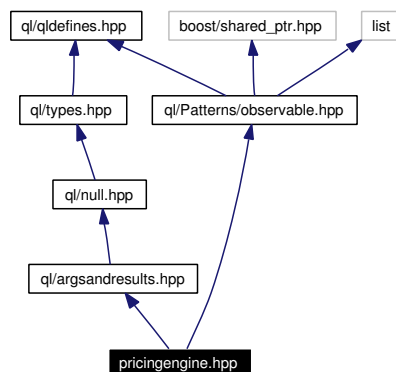 ql/qldefines.hpp boost/shared_ptr.hpp list
ql/types.hpp ql/Patterns/observable.hpp
ql/null.hpp
ql/argsandresults.hpp
pricingengine.hpp